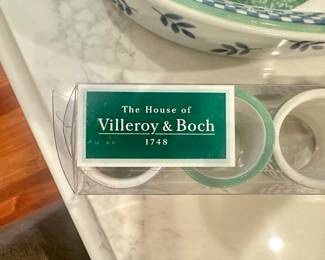 The House of
Villeroy & Boch
1748